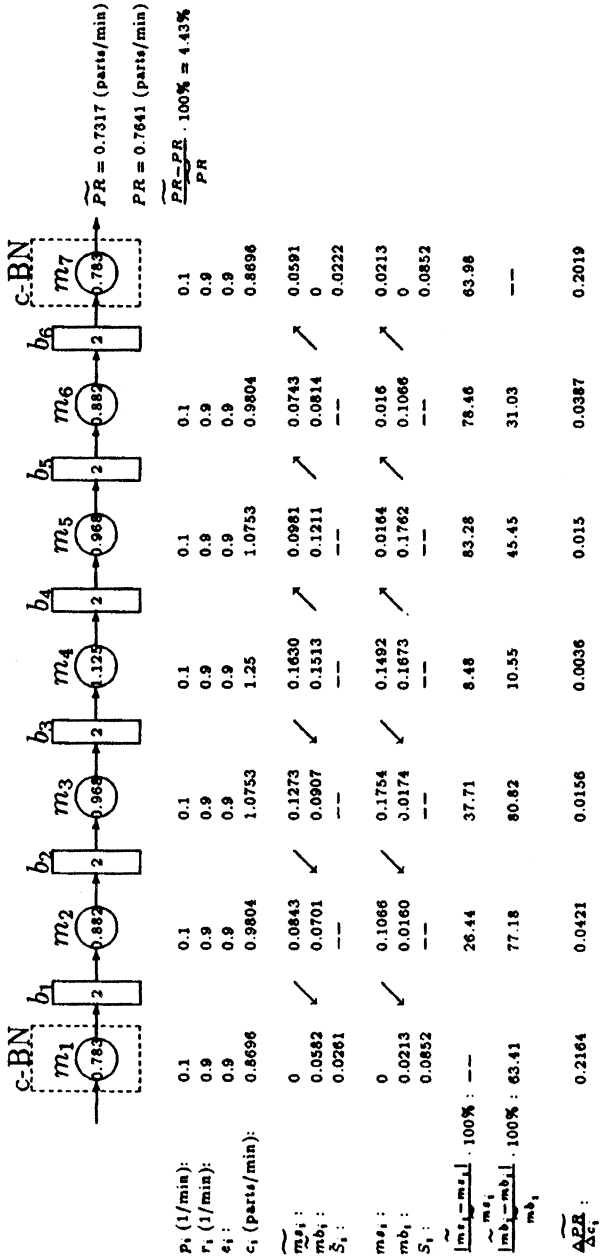 c-BN c-BN
m₁ b₁ m₂ b₂ m₃ b₃ m₄ b₄ m₅ b₅ m₆ b₆ m₇
0.783 2 0.882 2 0.968 2 1.125 2 0.968 2 0.882 2 0.783
P̃R = 0.7317 (parts/min)
PR = 0.7641 (parts/min)
P̃R−PR / P̃R · 100% = 4.43%
pᵢ (1/min): 0.1 0.1 0.1 0.1 0.1 0.1 0.1
rᵢ (1/min): 0.9 0.9 0.9 0.9 0.9 0.9 0.9
eᵢ : 0.9 0.9 0.9 0.9 0.9 0.9 0.9
cᵢ (parts/min): 0.8696 0.9804 1.0753 1.25 1.0753 0.9804 0.8696
m̃sᵢ : 0 0.0843 0.1273 0.1630 0.0981 0.0743 0.0591
m̃bᵢ : 0.0582 0.0701 0.0907 0.1513 0.1211 0.0814 0
S̃ᵢ : 0.0261 -- -- -- -- -- 0.0222
msᵢ : 0 0.1066 0.1754 0.1492 0.0164 0.016 0.0213
mbᵢ : 0.0213 0.0160 0.0174 0.1673 0.1762 0.1066 0
Sᵢ : 0.0852 -- -- -- -- -- 0.0852
|m̃sᵢ−msᵢ| / m̃sᵢ · 100% : -- 26.44 37.71 8.48 83.28 78.46 63.98
|m̃bᵢ−mbᵢ| / m̃bᵢ · 100% : 63.41 77.18 80.82 10.55 45.45 31.03 --
ΔP̃R / Δcᵢ : 0.2164 0.0421 0.0156 0.0036 0.015 0.0387 0.2019